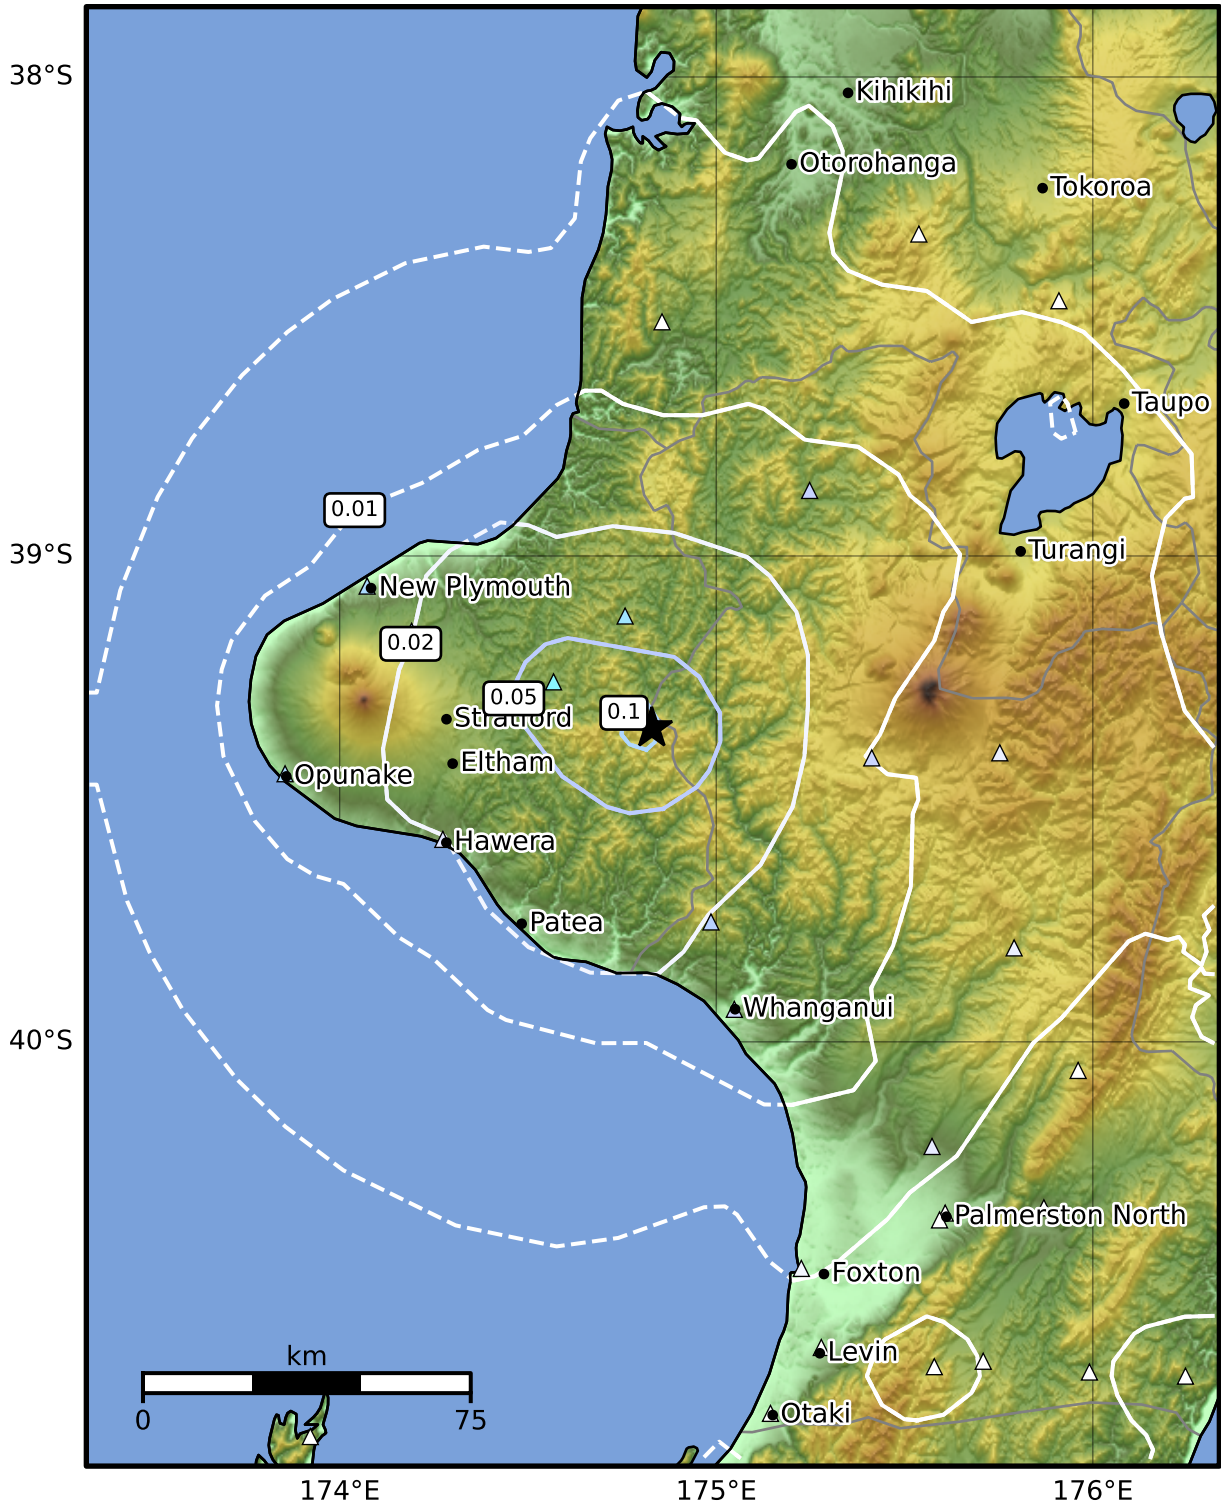 38°S
Kihikihi
Otorohanga
Tokoroa
Taupo
0.01
39°S
Turangi
New Plymouth
0.02
0.05
0.1
Stratford
Eltham
Opunake
Hawera
Patea
Whanganui
40°S
Palmerston North
Foxton
Levin
km
0
75
Otaki
174°E
175°E
176°E